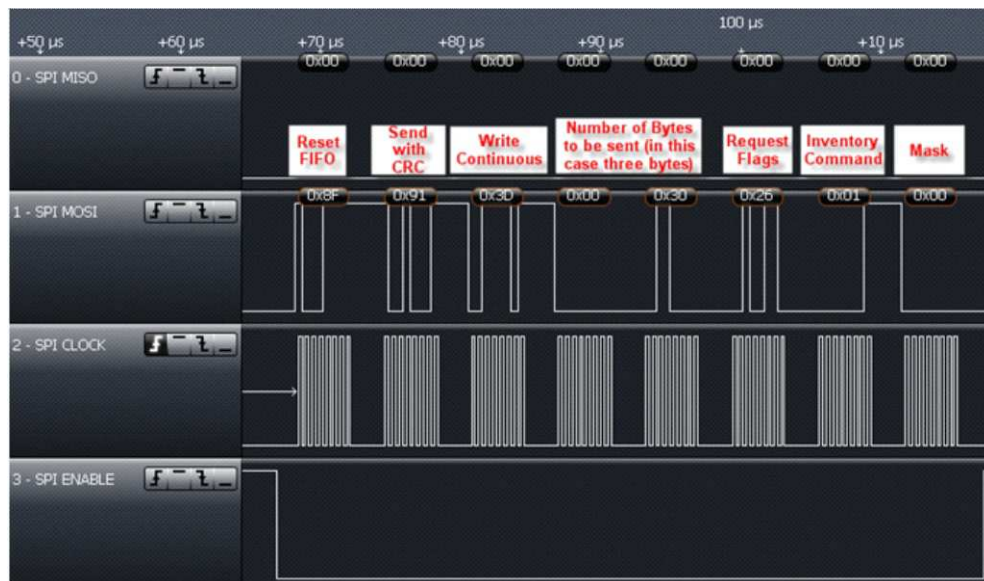 100 µs
+50 µs +60 µs +70 µs +80 µs +90 µs +10 µs
0x00 0x00 0x00 0x00 0x00 0x00 0x00 0x00
0 - SPI MISO
Reset
FIFO
Send
with
CRC
Write
Continuous
Number of Bytes
to be sent (in this
case three bytes)
Request
Flags
Inventory
Command
Mask
0x8F 0x91 0x3D 0x00 0x30 0x26 0x01 0x00
1 - SPI MOSI
2 - SPI CLOCK
3 - SPI ENABLE